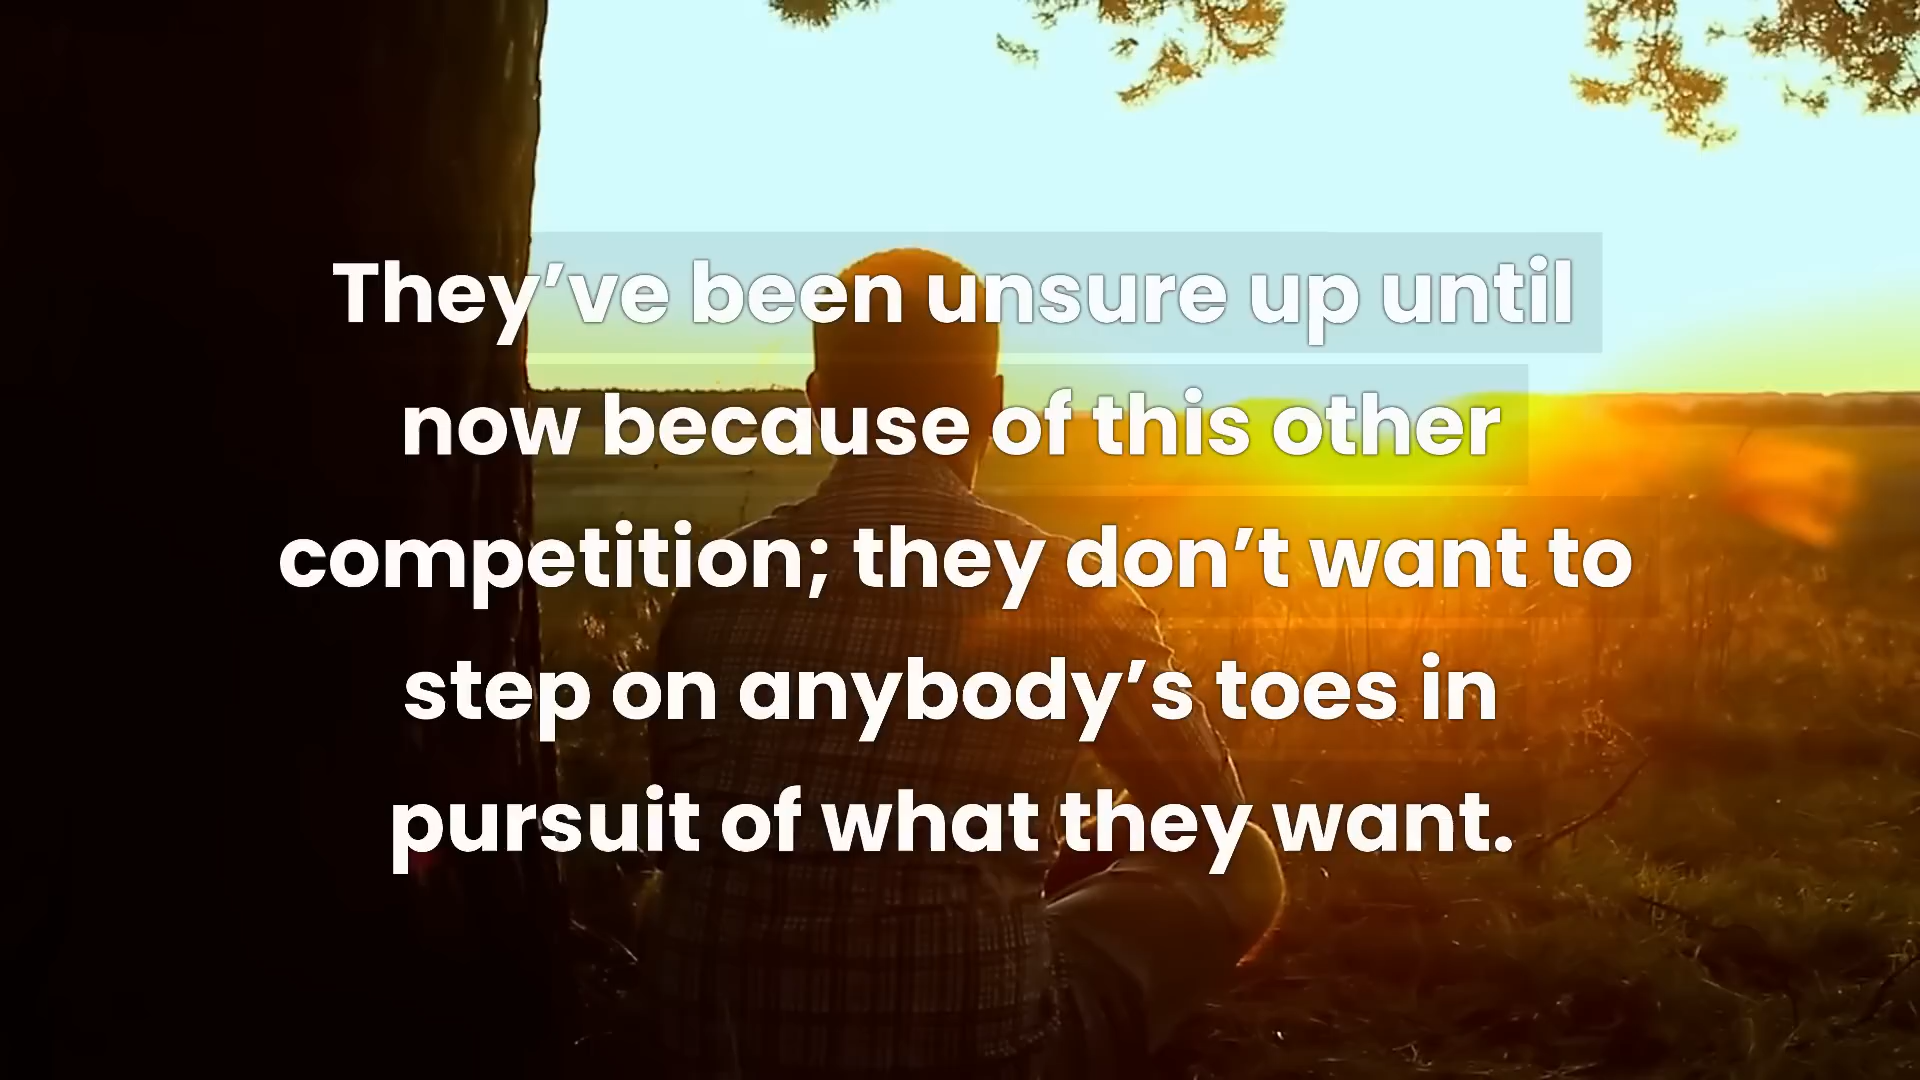 They’ve been unsure up until
now because of this other
competition; they don’t want to
step on anybody’s toes in
pursuit of what they want.